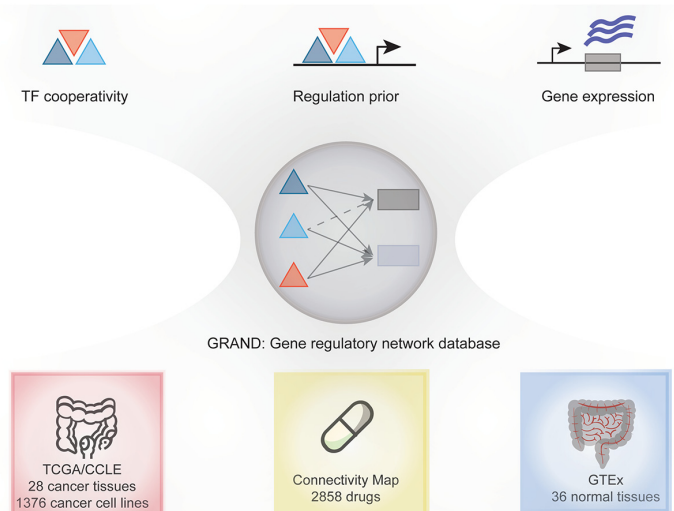 TF cooperativity
Regulation prior
Gene expression
GRAND: Gene regulatory network database
TCGA/CCLE
28 cancer tissues
1376 cancer cell lines
Connectivity Map
2858 drugs
GTEx
36 normal tissues